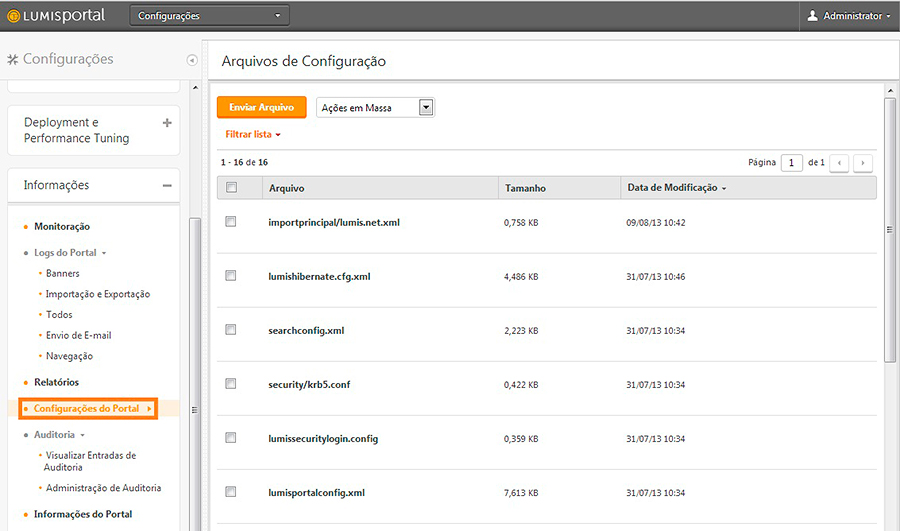 LUMISPORTAL
Configurações
Administrator
Configurações
Arquivos de Configuração
Deployment e
Performance Tuning
Informações
Monitoração
Logs do Portal
Banners
Importação e Exportação
Todos
Envio de E-mail
Navegação
Relatórios
Configurações do Portal
Auditoria
Visualizar Entradas de
Auditoria
Administração de Auditoria
Informações do Portal
Enviar Arquivo
Ações em Massa
Filtrar lista
1 - 16 de 16
Página 1 de 1
Arquivo Tamanho Data de Modificação
importprincipal/lumis.net.xml 0,758 KB 09/08/13 10:42
lumishibernate.cfg.xml 4,486 KB 31/07/13 10:46
searchconfig.xml 2,223 KB 31/07/13 10:34
security/krb5.conf 0,422 KB 31/07/13 10:34
lumissecuritylogin.config 0,359 KB 31/07/13 10:34
lumisportalconfig.xml 7,613 KB 31/07/13 10:34